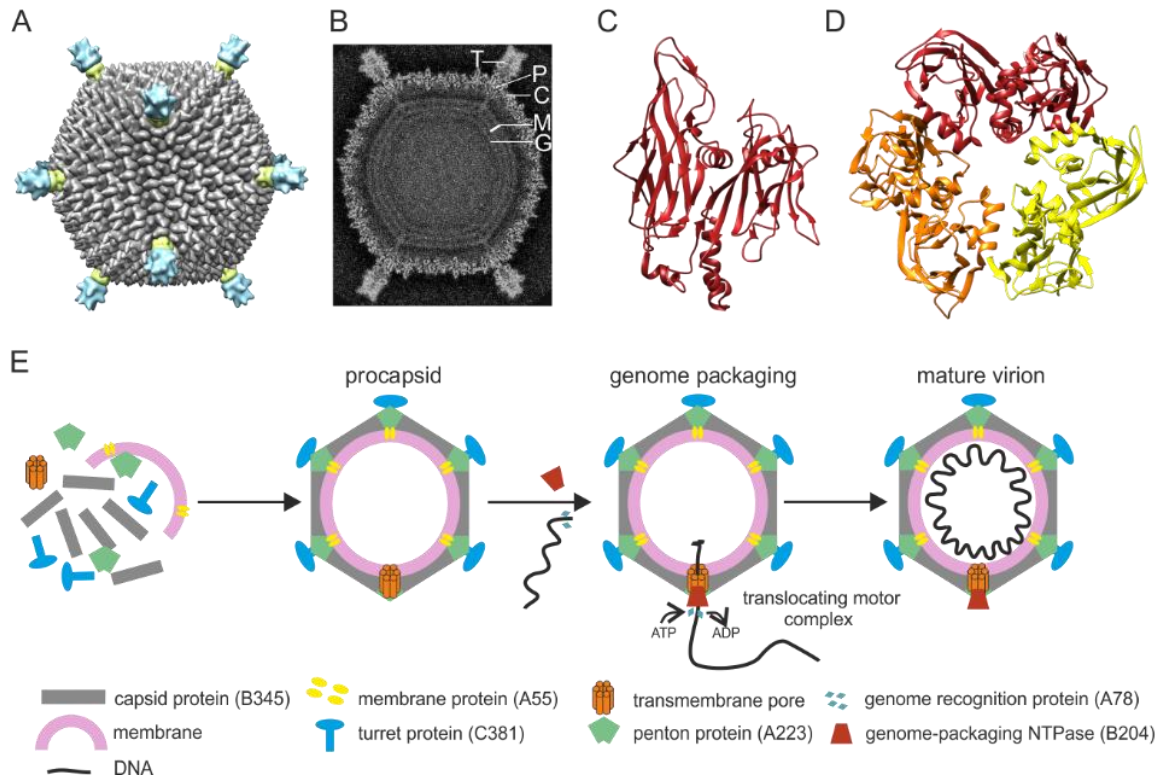 A
B
C
D
T
P
C
M
G
E
procapsid
genome packaging
mature virion
ATP
ADP
translocating motor
complex
capsid protein (B345)
membrane protein (A55)
transmembrane pore
genome recognition protein (A78)
membrane
turret protein (C381)
penton protein (A223)
genome-packaging NTPase (B204)
DNA